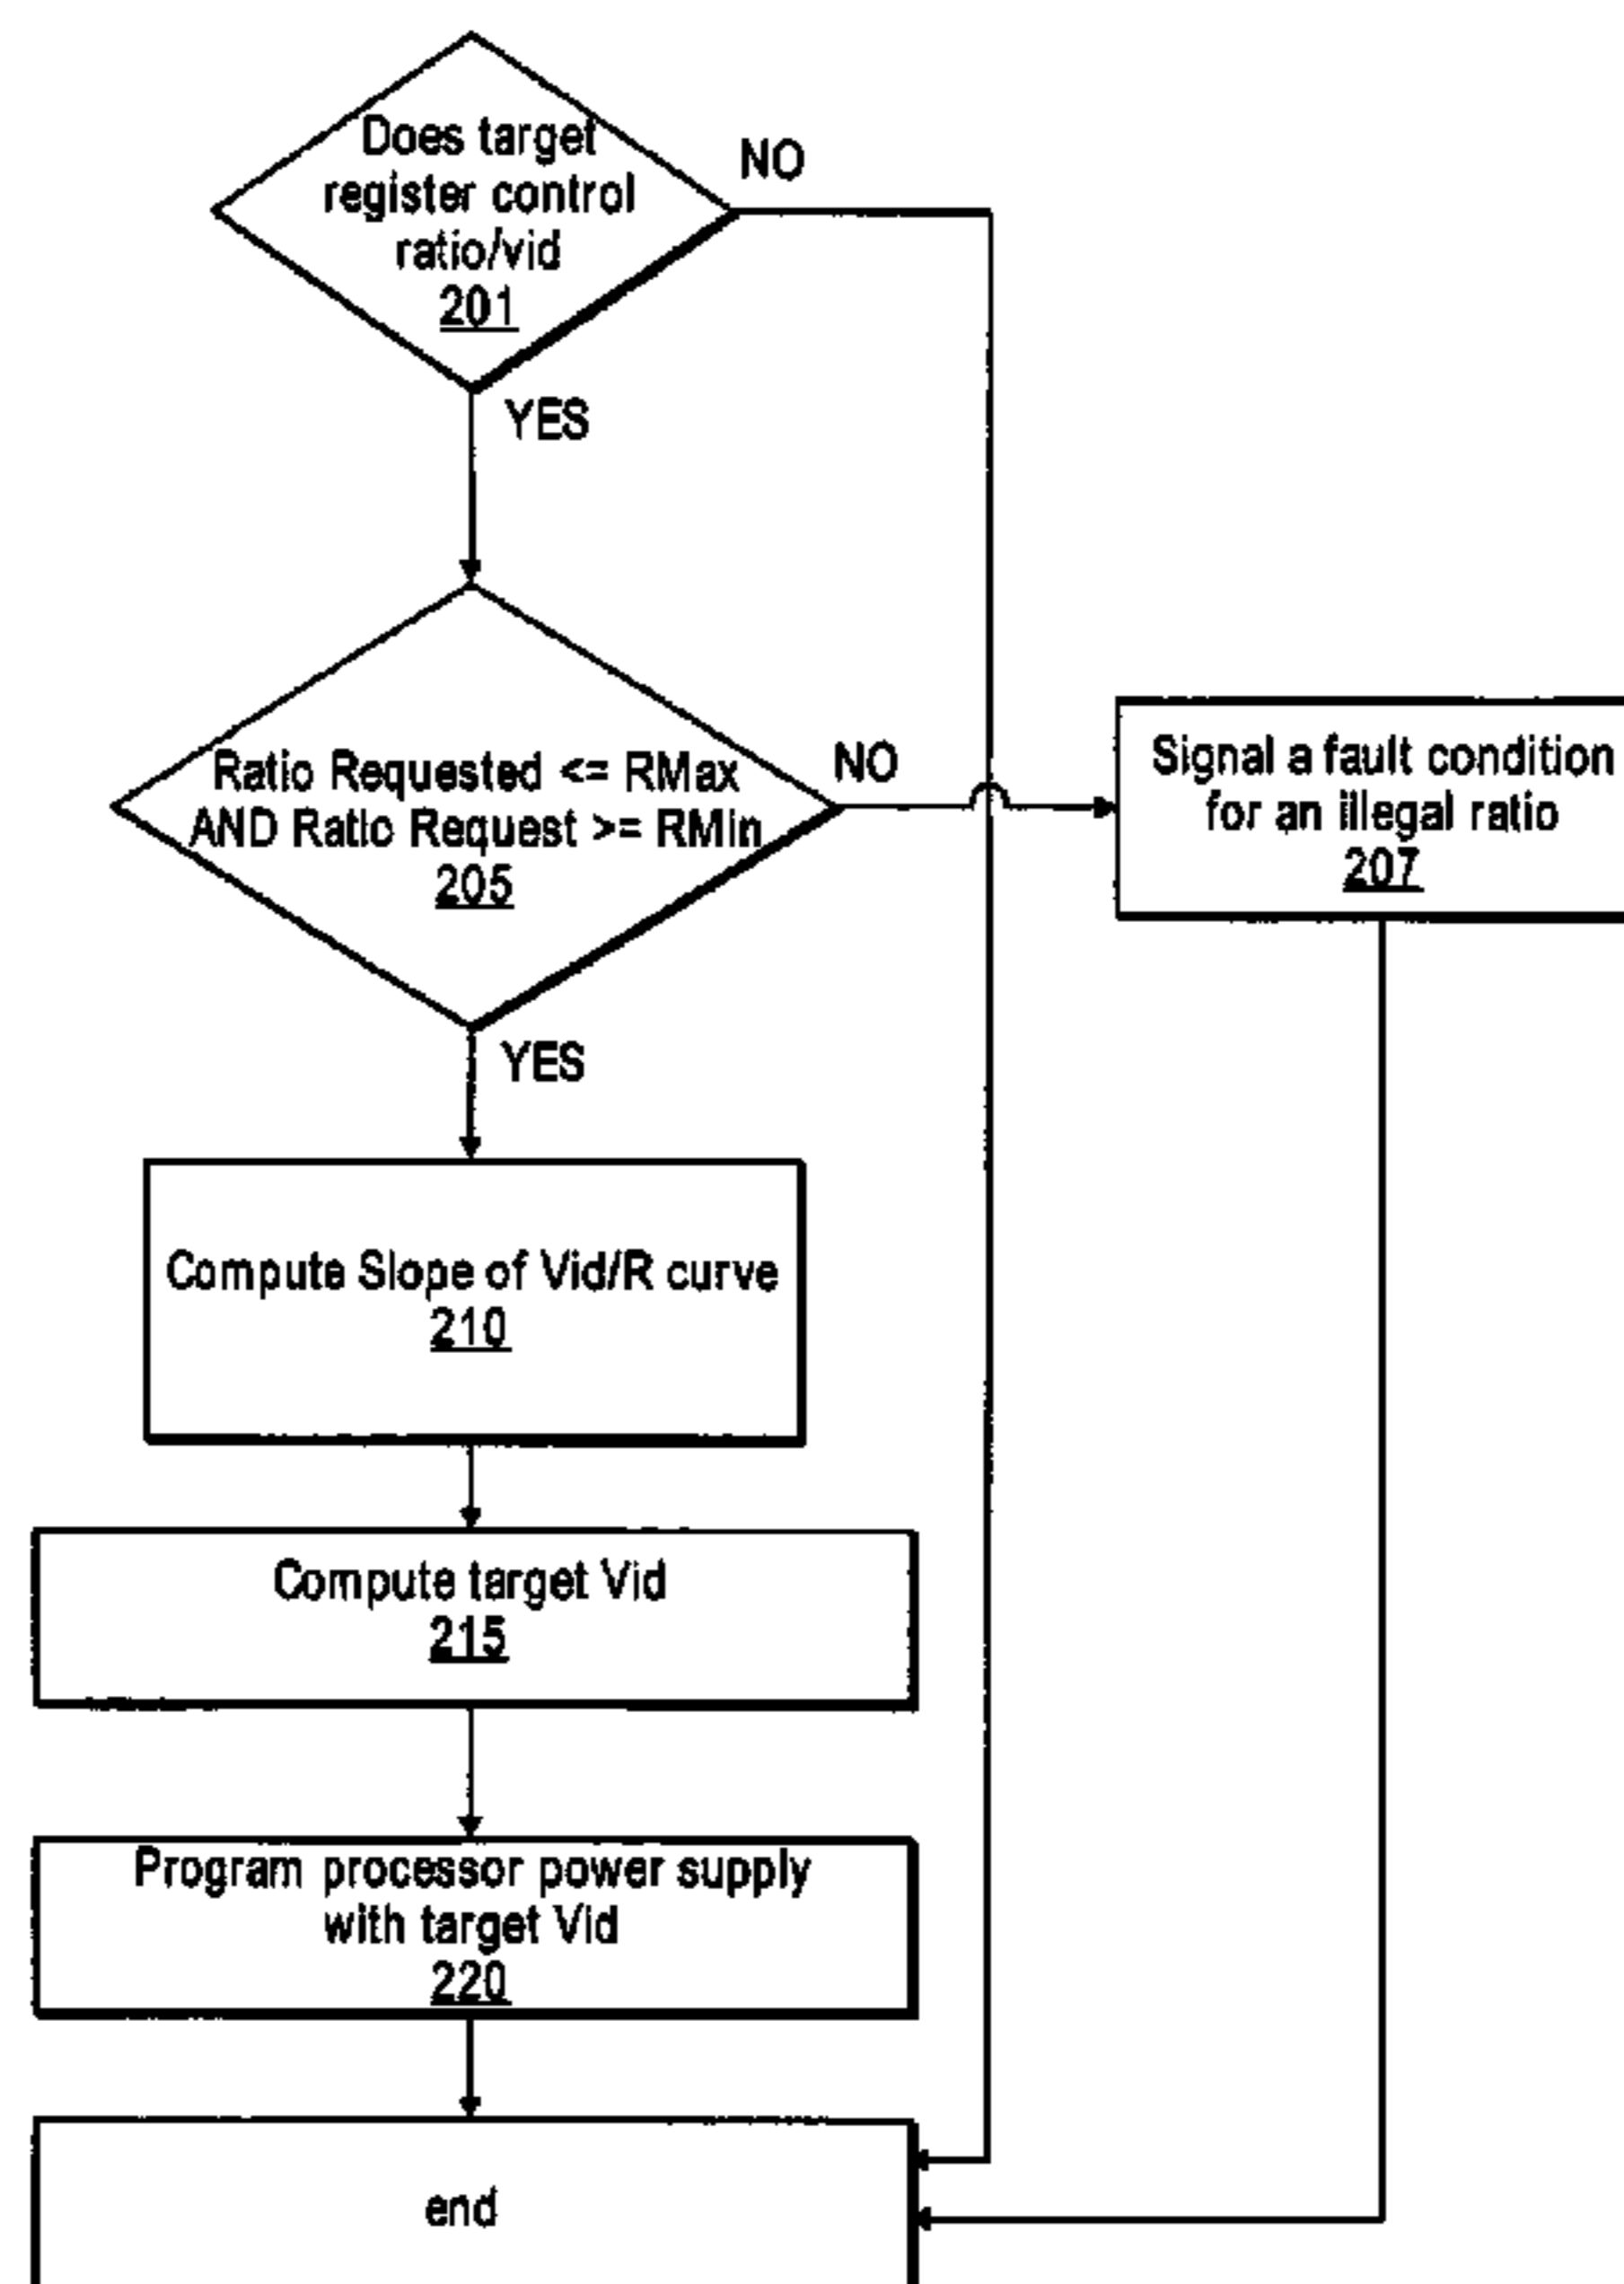 Does target
register control
ratio/vid
201
NO
YES
Ratio Requested <= RMax
AND Ratio Request >= RMin
205
NO
YES
Signal a fault condition
for an illegal ratio
207
Compute Slope of Vid/R curve
210
Compute target Vid
215
Program processor power supply
with target Vid
220
end